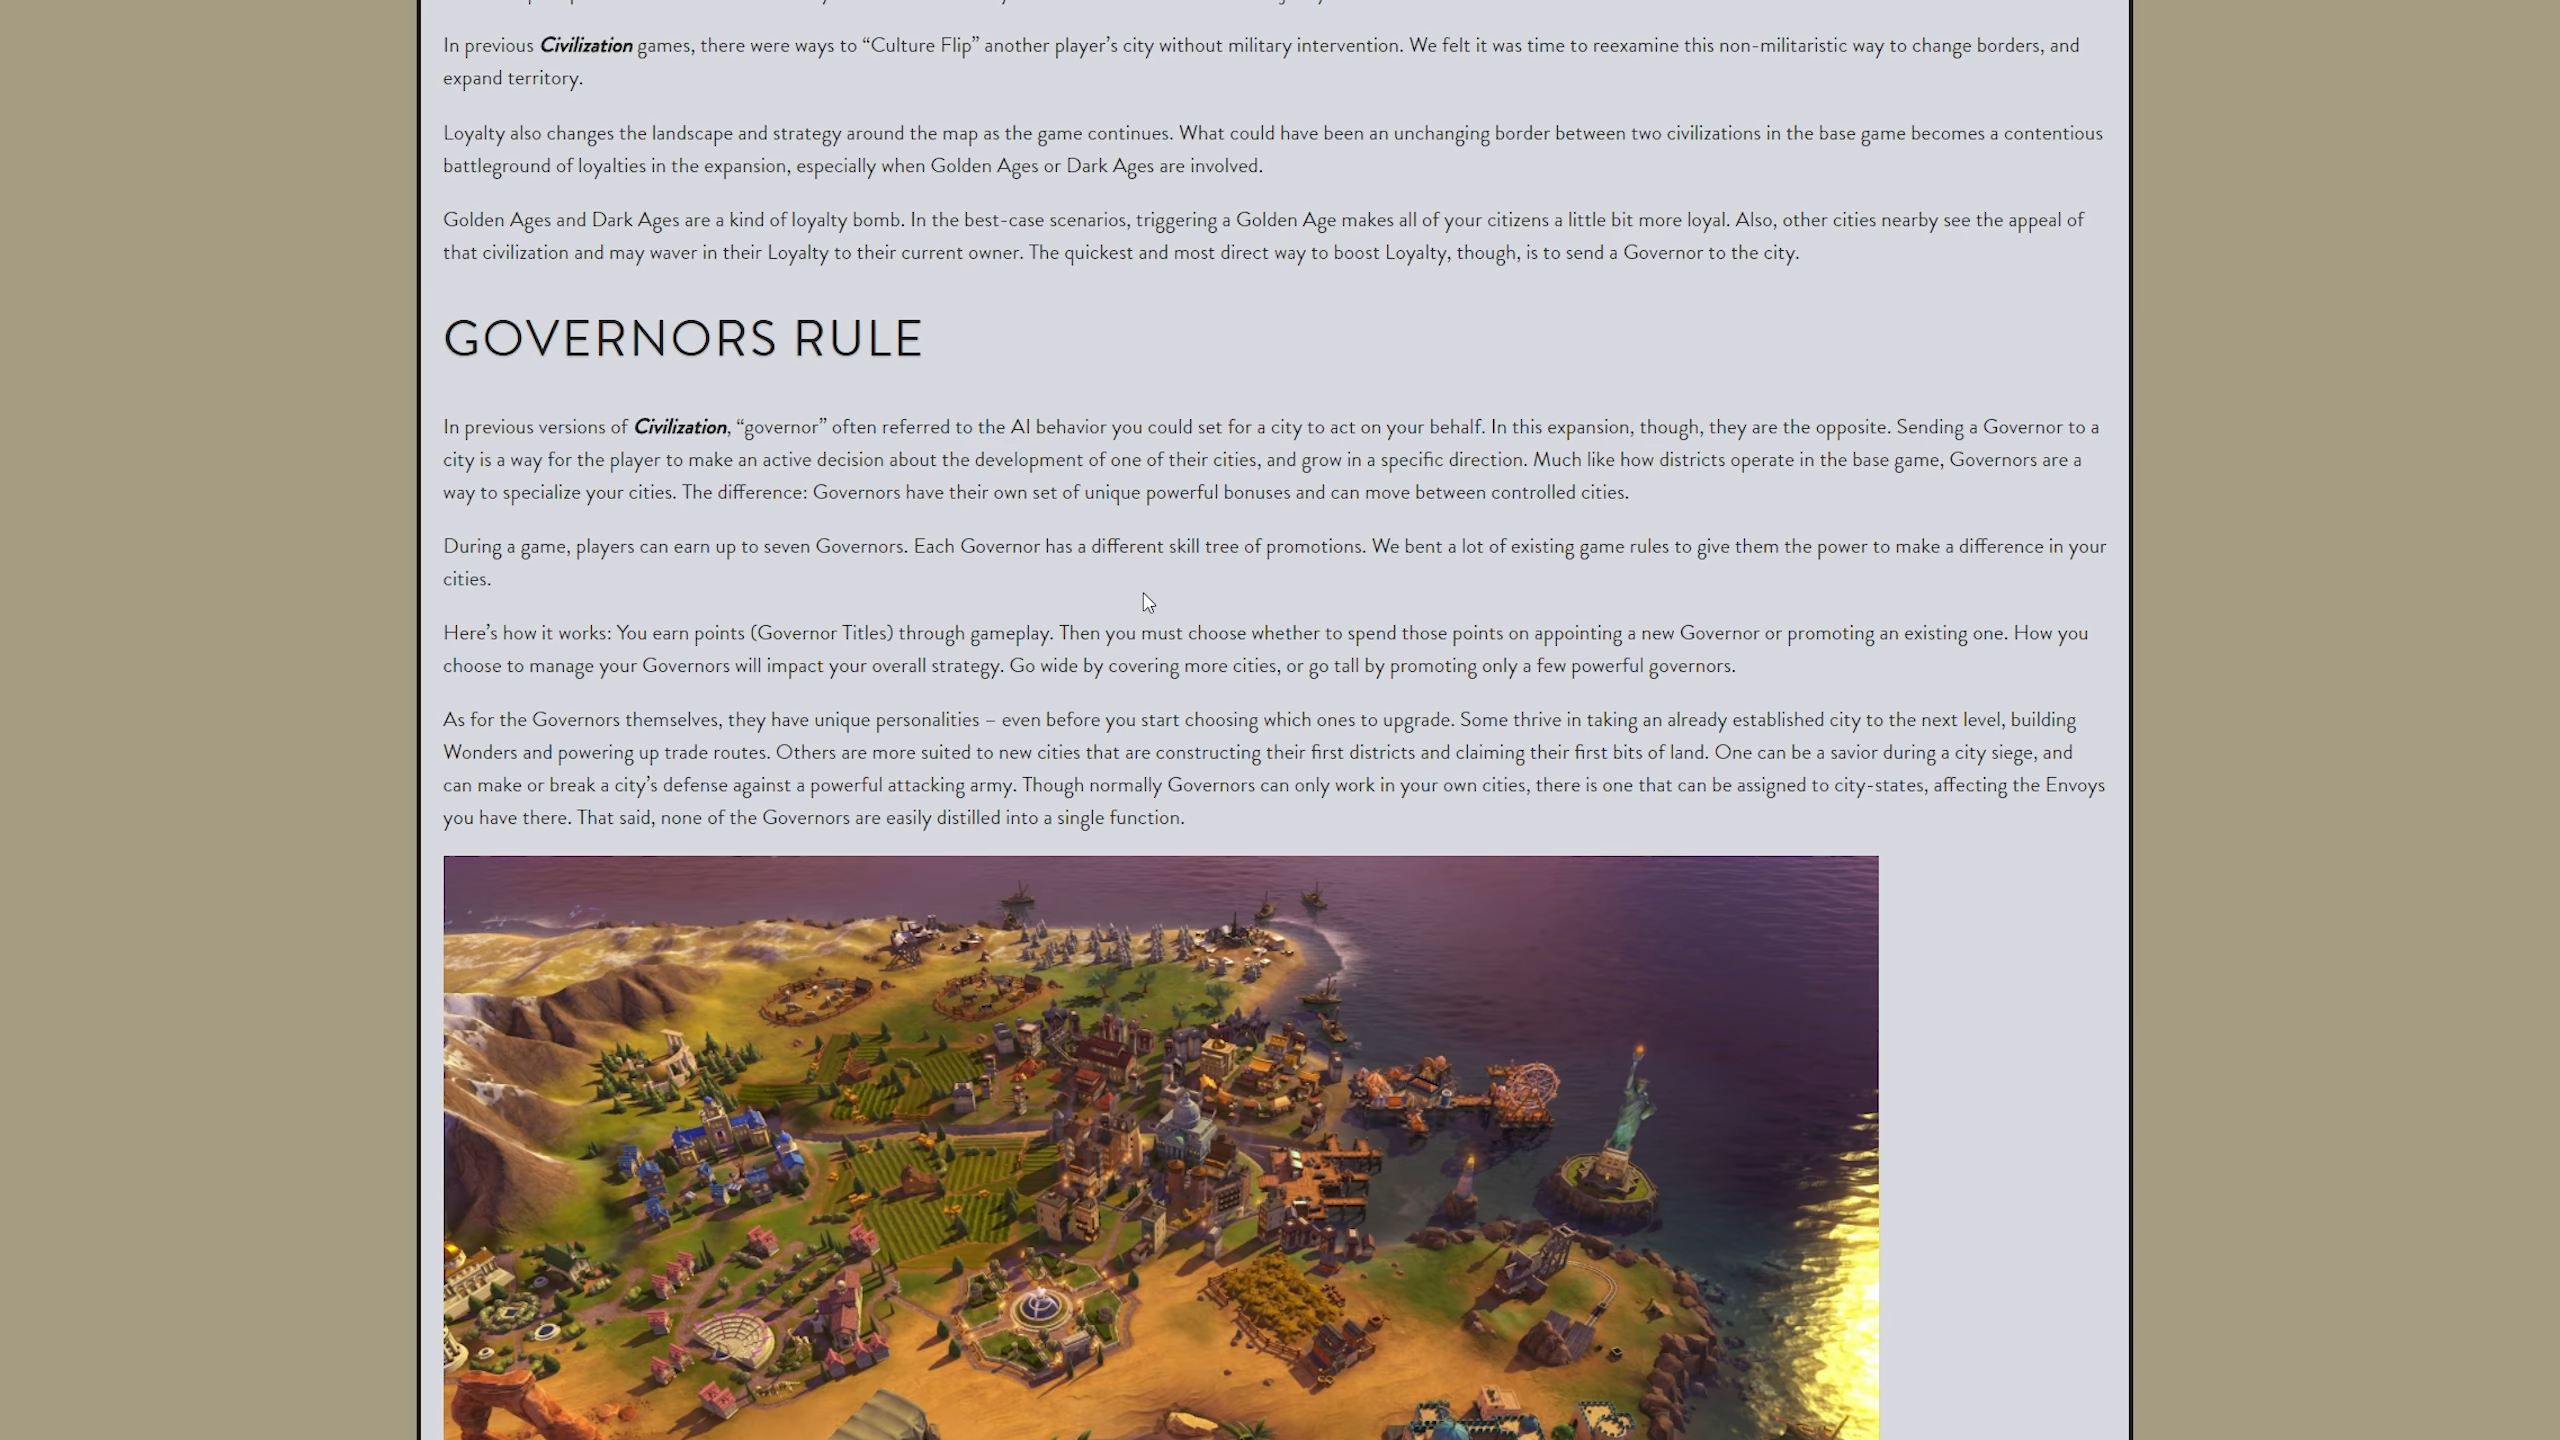 In previous Civilization games, there were ways to “Culture Flip” another player’s city without military intervention. We felt it was time to reexamine this non-militaristic way to change borders, and
expand territory.
Loyalty also changes the landscape and strategy around the map as the game continues. What could have been an unchanging border between two civilizations in the base game becomes a contentious
battleground of loyalties in the expansion, especially when Golden Ages or Dark Ages are involved.
Golden Ages and Dark Ages are a kind of loyalty bomb. In the best-case scenarios, triggering a Golden Age makes all of your citizens a little bit more loyal. Also, other cities nearby see the appeal of
that civilization and may waver in their Loyalty to their current owner. The quickest and most direct way to boost Loyalty, though, is to send a Governor to the city.
GOVERNORS RULE
In previous versions of Civilization, “governor” often referred to the AI behavior you could set for a city to act on your behalf. In this expansion, though, they are the opposite. Sending a Governor to a
city is a way for the player to make an active decision about the development of one of their cities, and grow in a specific direction. Much like how districts operate in the base game, Governors are a
way to specialize your cities. The difference: Governors have their own set of unique powerful bonuses and can move between controlled cities.
During a game, players can earn up to seven Governors. Each Governor has a different skill tree of promotions. We bent a lot of existing game rules to give them the power to make a difference in your
cities.
Here’s how it works: You earn points (Governor Titles) through gameplay. Then you must choose whether to spend those points on appointing a new Governor or promoting an existing one. How you
choose to manage your Governors will impact your overall strategy. Go wide by covering more cities, or go tall by promoting only a few powerful governors.
As for the Governors themselves, they have unique personalities – even before you start choosing which ones to upgrade. Some thrive in taking an already established city to the next level, building
Wonders and powering up trade routes. Others are more suited to new cities that are constructing their first districts and claiming their first bits of land. One can be a savior during a city siege, and
can make or break a city’s defense against a powerful attacking army. Though normally Governors can only work in your own cities, there is one that can be assigned to city-states, affecting the Envoys
you have there. That said, none of the Governors are easily distilled into a single function.